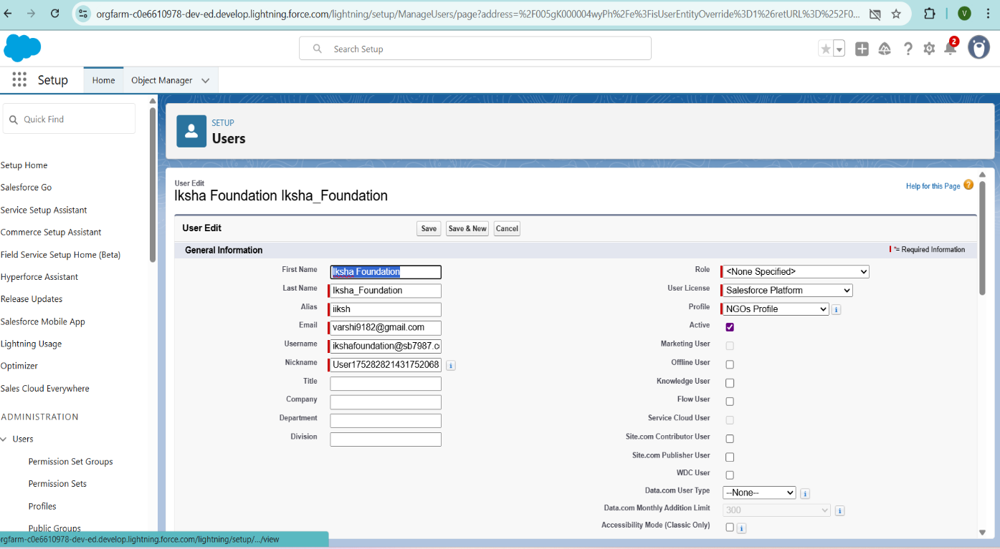 orgfarm-c0e6610978-dev-ed.develop.lightning.force.com/lightning/setup/ManageUsers/page?address=%2F005gK000004wyPh%2Fe%3FisUserEntityOverride%3D1%26retURL%3D%252F0...
V
Search Setup
2
Setup
Home
Object Manager
Quick Find
Setup Home
Salesforce Go
Service Setup Assistant
Commerce Setup Assistant
Field Service Setup Home (Beta)
Hyperforce Assistant
Release Updates
Salesforce Mobile App
Lightning Usage
Optimizer
Sales Cloud Everywhere
ADMINISTRATION
Users
Permission Set Groups
Permission Sets
Profiles
Public Groups
rgfarm-c0e6610978-dev-ed.develop.lightning.force.com/lightning/setup/.../view
SETUP
Users
User Edit
Iksha Foundation Iksha_Foundation
Help for this Page ?
User Edit Save Save & New Cancel
General Information *= Required Information
First Name Iksha Foundation
Last Name Iksha_Foundation
Alias iiksh
Email varshi9182@gmail.com
Username ikshafoundation@sb7987.c
Nickname User175282821431752068 i
Title
Company
Department
Division
Role <None Specified>
User License Salesforce Platform
Profile NGOs Profile i
Active
Marketing User
Offline User
Knowledge User
Flow User
Service Cloud User
Site.com Contributor User
Site.com Publisher User
WDC User
Data.com User Type --None-- i
Data.com Monthly Addition Limit 300 i
Accessibility Mode (Classic Only) i